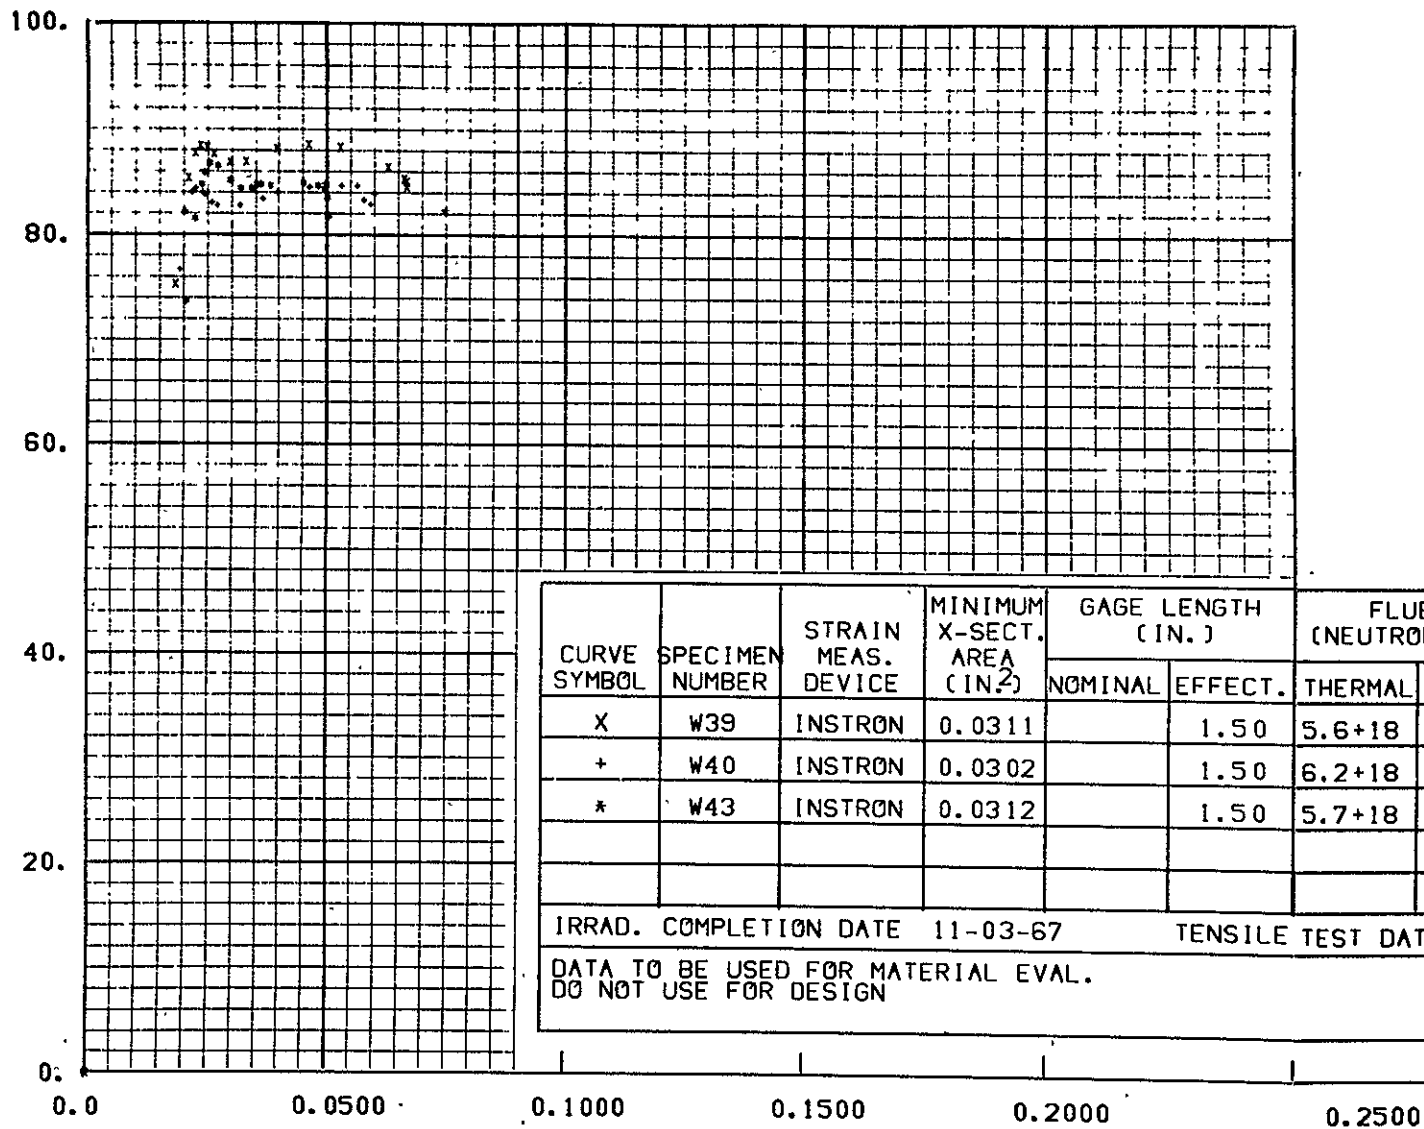 100.
80.
60.
40.
20.
0.
0.0 0.0500 0.1000 0.1500 0.2000 0.2500
CURVE SYMBOL SPECIMEN NUMBER STRAIN MEAS. DEVICE MINIMUM X-SECT. AREA (IN.2) GAGE LENGTH (IN.) NOMINAL EFFECT. THERMAL
X W39 INSTRON 0.0311 1.50 5.6+18
+ W40 INSTRON 0.0302 1.50 6.2+18
* W43 INSTRON 0.0312 1.50 5.7+18
IRRAD. COMPLETION DATE 11-03-67 TENSILE TEST DAT
DATA TO BE USED FOR MATERIAL EVAL.
DO NOT USE FOR DESIGN